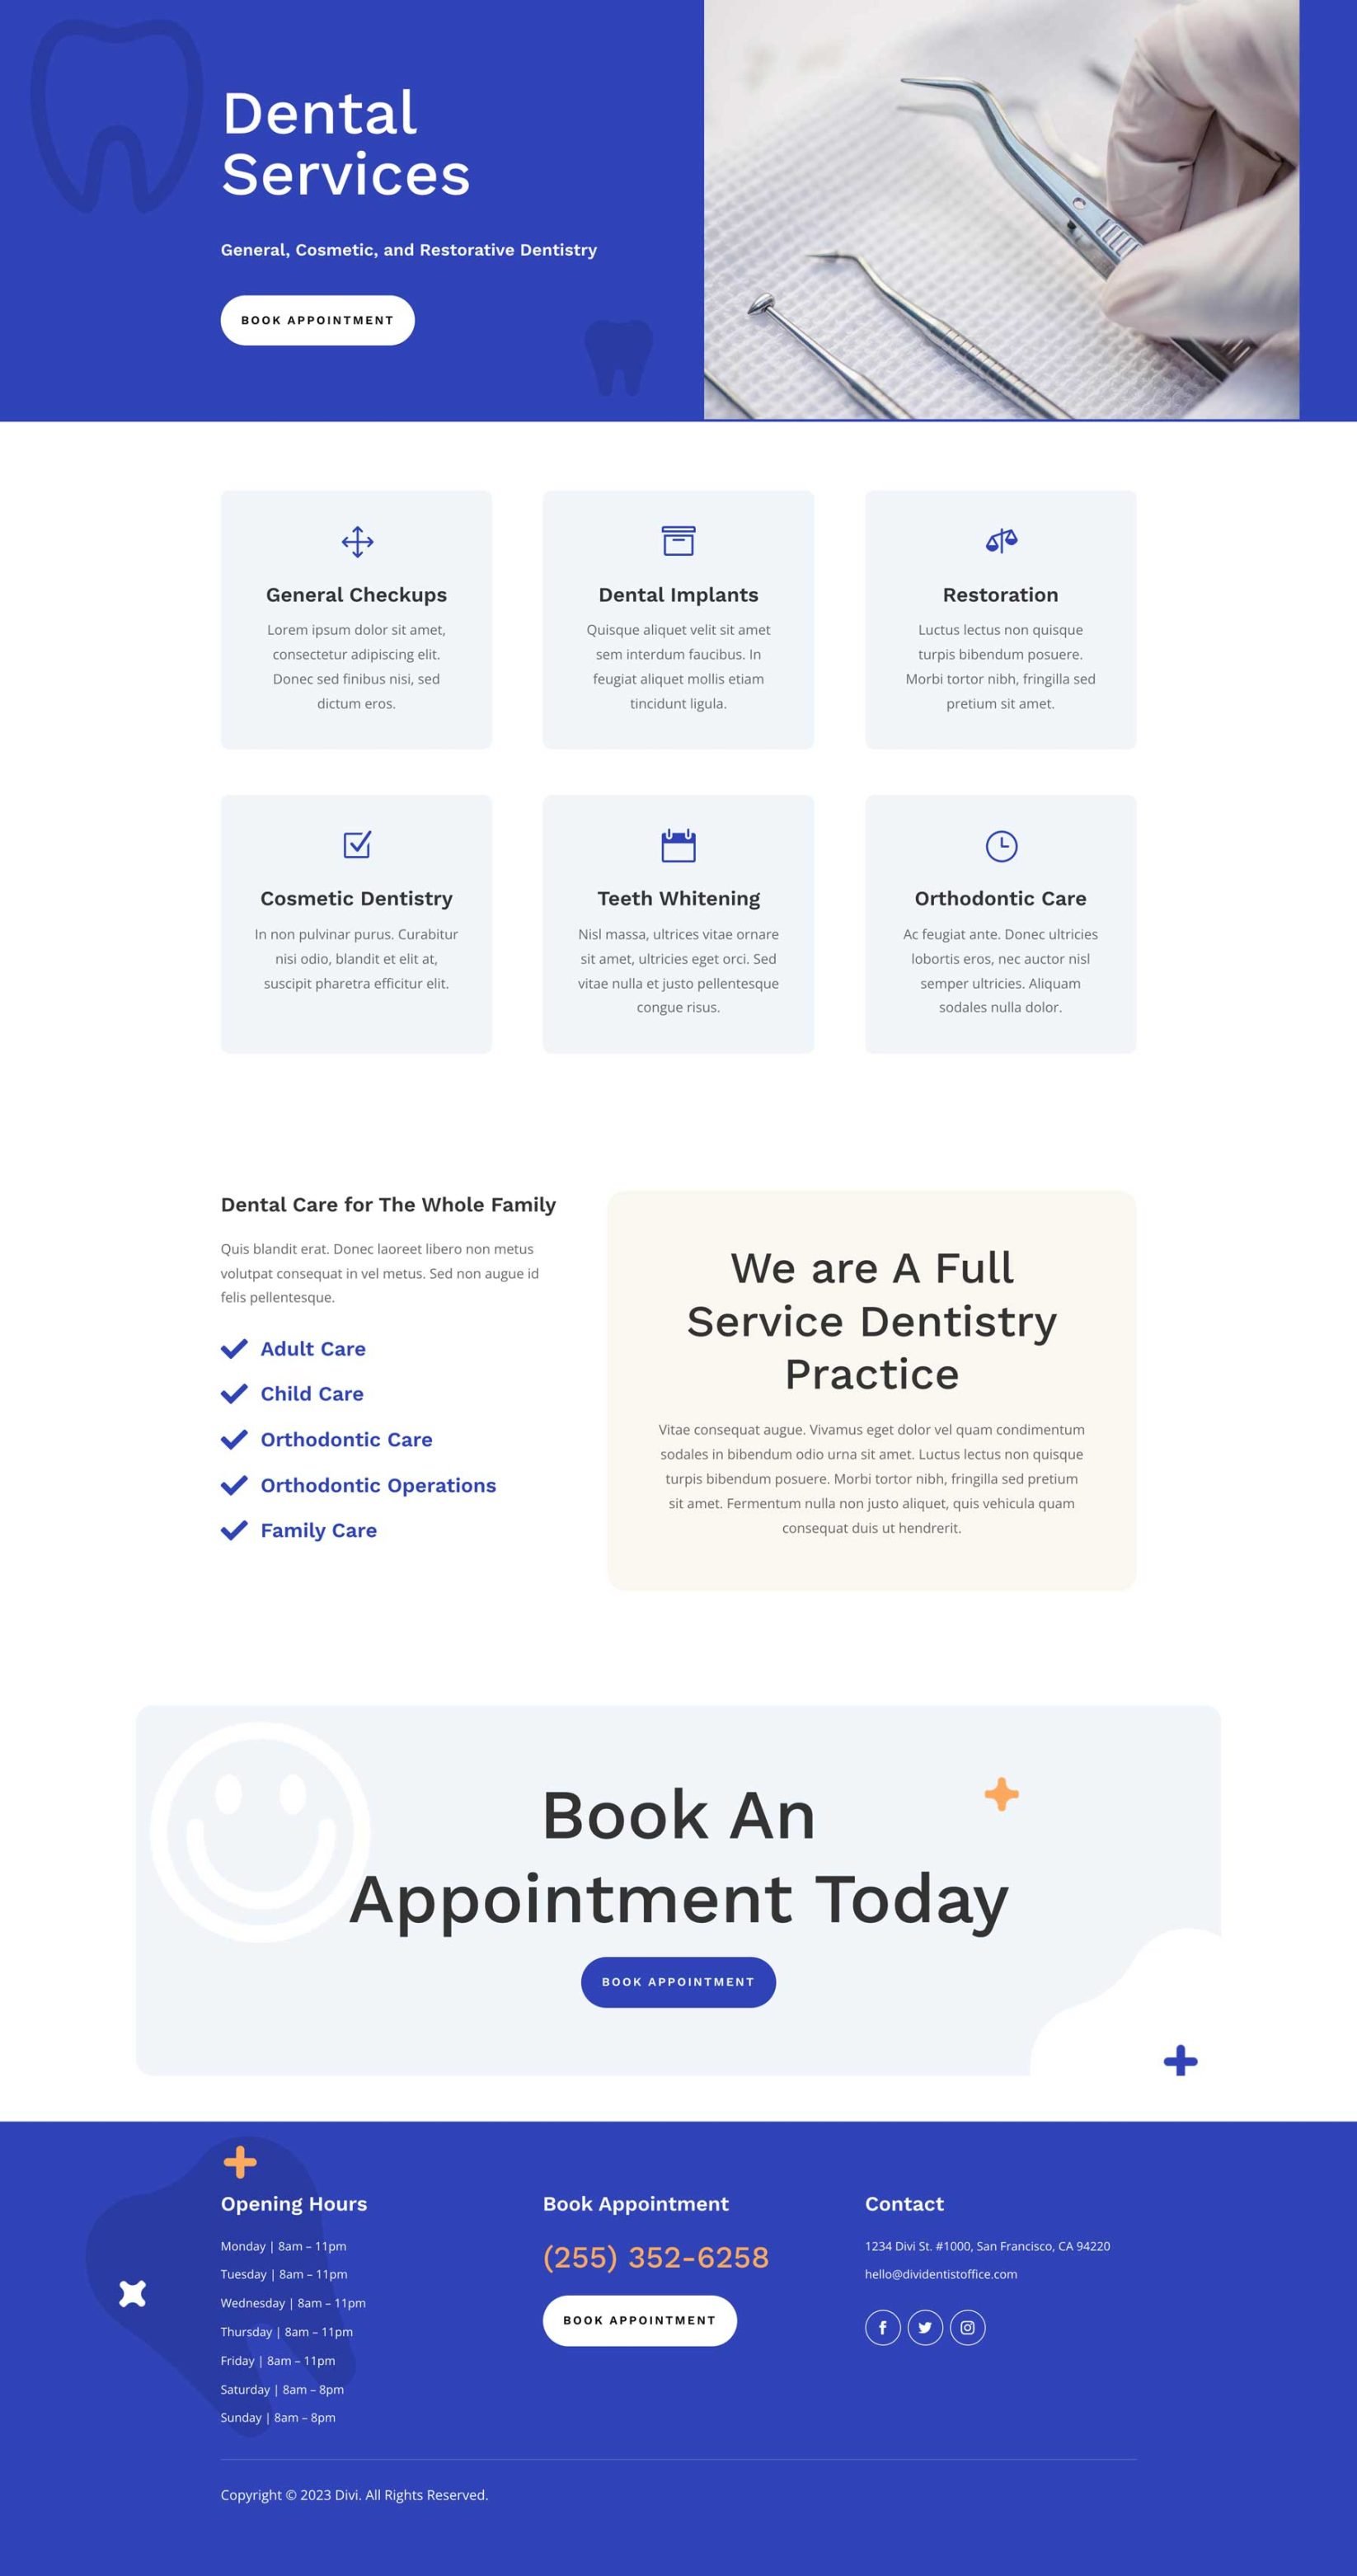 Dental
Services
General, Cosmetic, and Restorative Dentistry
BOOK APPOINTMENT
General Checkups
Lorem ipsum dolor sit amet,
consectetur adipiscing elit.
Donec sed finibus nisi, sed
dictum eros.
Dental Implants
Quisque aliquet velit sit amet
sem interdum faucibus. In
feugiat aliquet mollis etiam
tincidunt ligula.
Restoration
Luctus lectus non quisque
turpis bibendum posuere.
Morbi tortor nibh, fringilla sed
pretium sit amet.
Cosmetic Dentistry
In non pulvinar purus. Curabitur
nisi odio, blandit et elit at,
suscipit pharetra efficitur elit.
Teeth Whitening
Nisl massa, ultrices vitae ornare
sit amet, ultricies eget orci. Sed
vitae nulla et justo pellentesque
congue risus.
Orthodontic Care
Ac feugiat ante. Donec ultricies
lobortis eros, nec auctor nisl
semper ultricies. Aliquam
sodales nulla dolor.
Dental Care for The Whole Family
Quis blandit erat. Donec laoreet libero non metus
volutpat consequat in vel metus. Sed non augue id
felis pellentesque.
Adult Care
Child Care
Orthodontic Care
Orthodontic Operations
Family Care
We are A Full
Service Dentistry
Practice
Vitae consequat augue. Vivamus eget dolor vel quam condimentum
sodales in bibendum odio urna sit amet. Luctus lectus non quisque
turpis bibendum posuere. Morbi tortor nibh, fringilla sed pretium
sit amet. Fermentum nulla non justo aliquet, quis vehicula quam
consequat duis ut hendrerit.
Book An
Appointment Today
BOOK APPOINTMENT
Opening Hours
Monday | 8am – 11pm
Tuesday | 8am – 11pm
Wednesday | 8am – 11pm
Thursday | 8am – 11pm
Friday | 8am – 11pm
Saturday | 8am – 8pm
Sunday | 8am – 8pm
Book Appointment
(255) 352-6258
BOOK APPOINTMENT
Contact
1234 Divi St. #1000, San Francisco, CA 94220
hello@dividentistoffice.com
Copyright © 2023 Divi. All Rights Reserved.